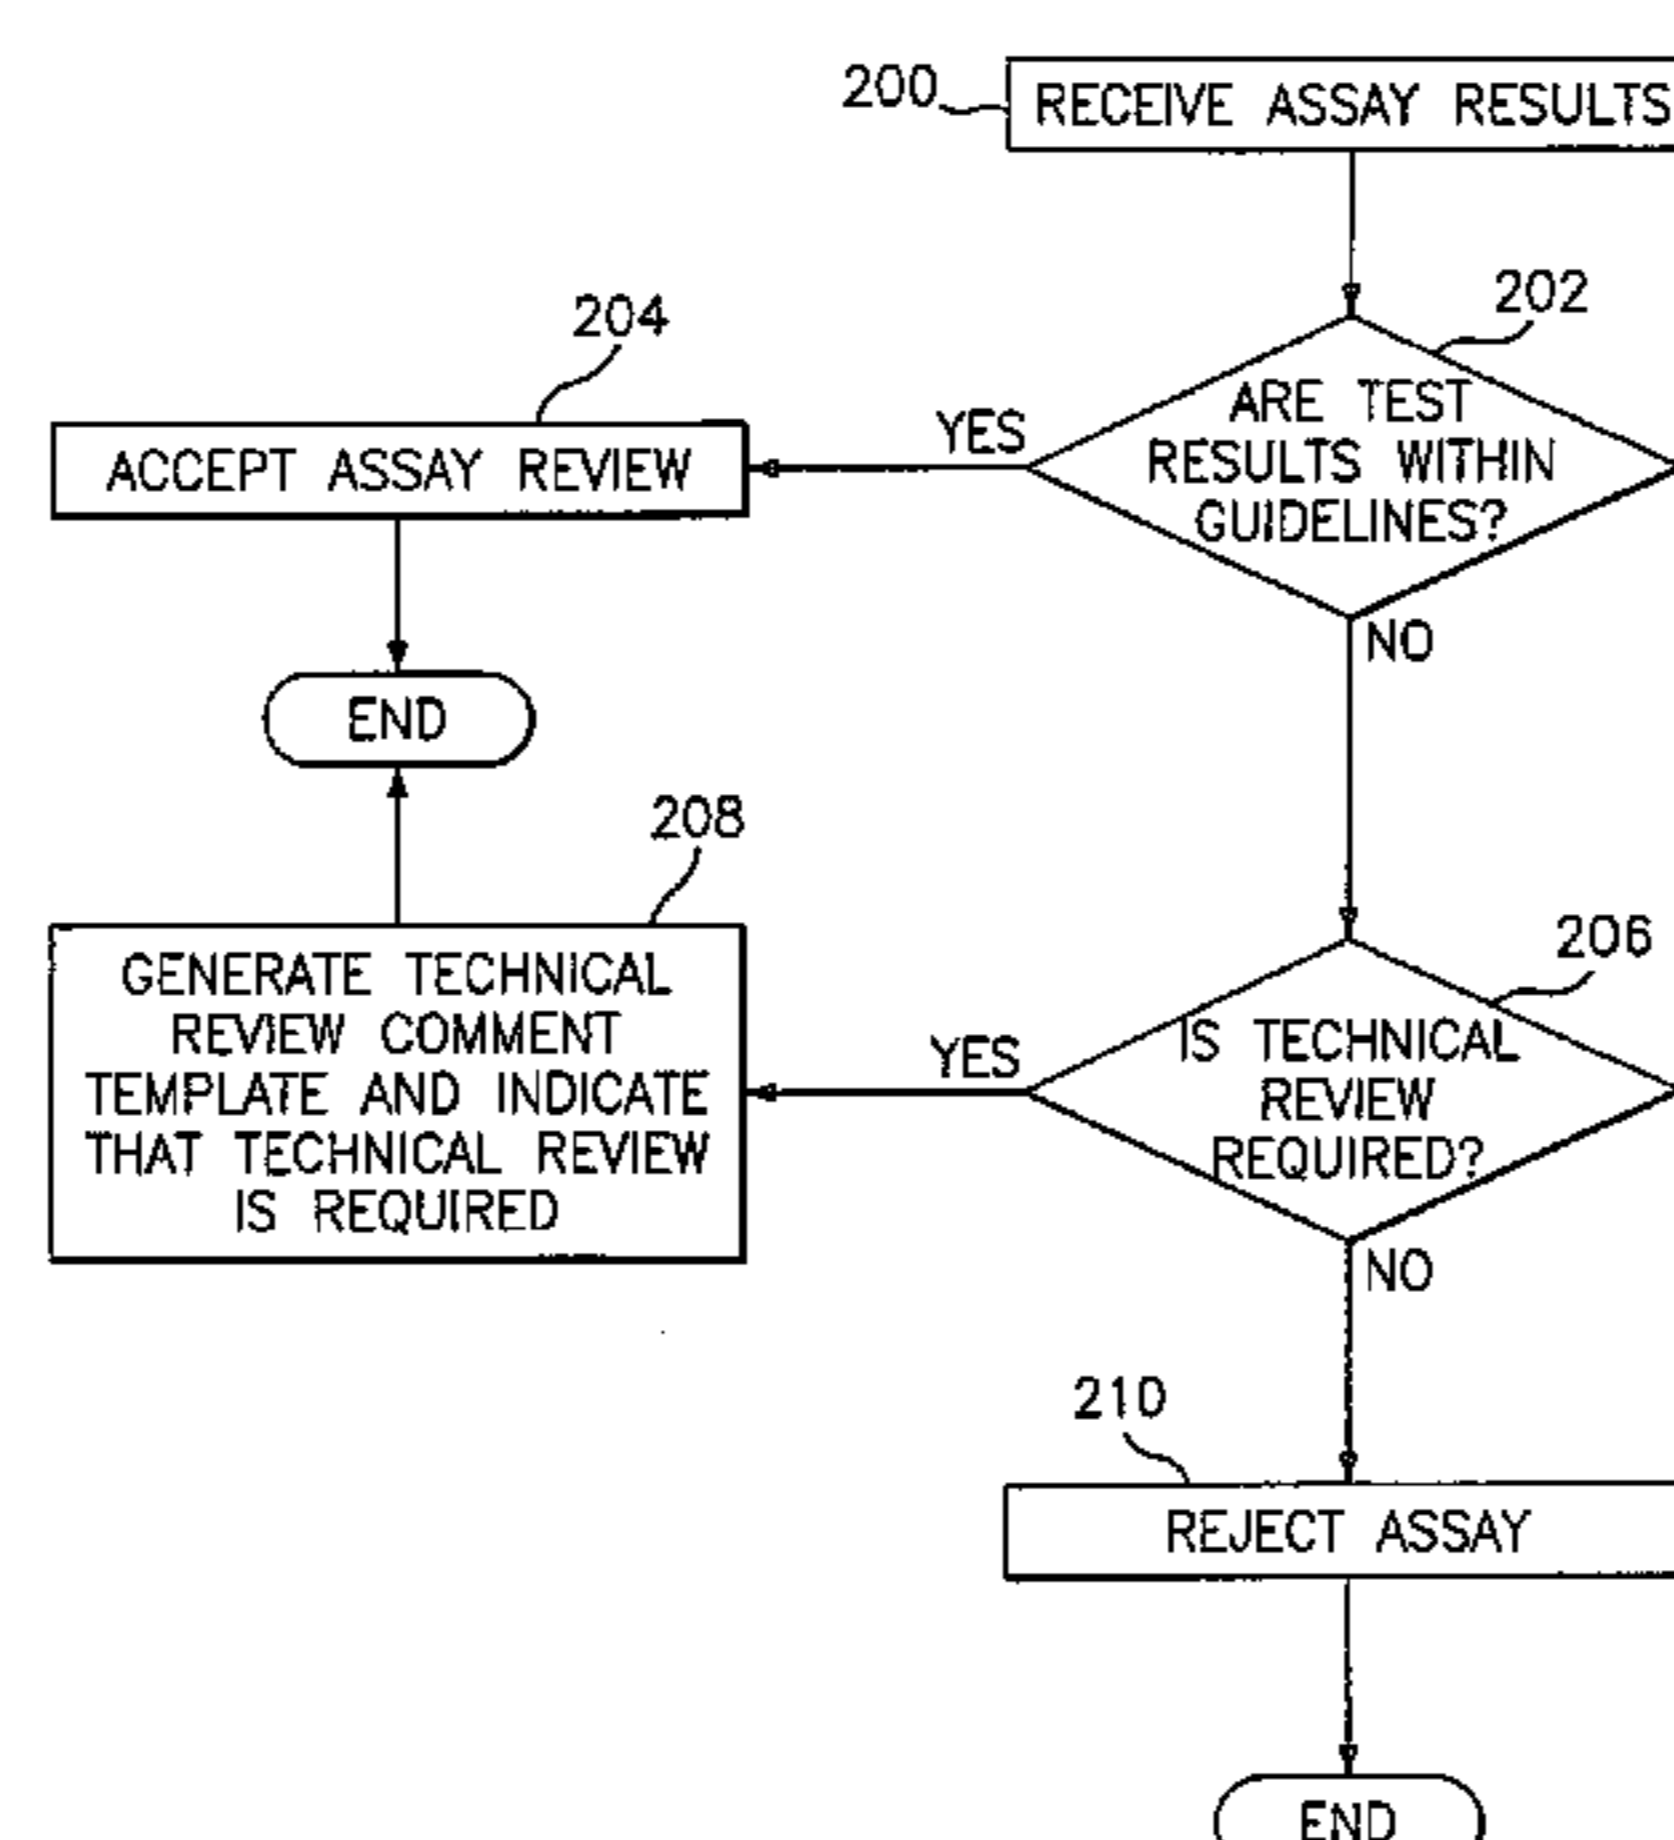 200
RECEIVE ASSAY RESULTS
202
204
ARE TEST
RESULTS WITHIN
GUIDELINES?
YES
ACCEPT ASSAY REVIEW
NO
END
208
206
GENERATE TECHNICAL
REVIEW COMMENT
TEMPLATE AND INDICATE
THAT TECHNICAL REVIEW
IS REQUIRED
YES
IS TECHNICAL
REVIEW
REQUIRED?
NO
210
REJECT ASSAY
END